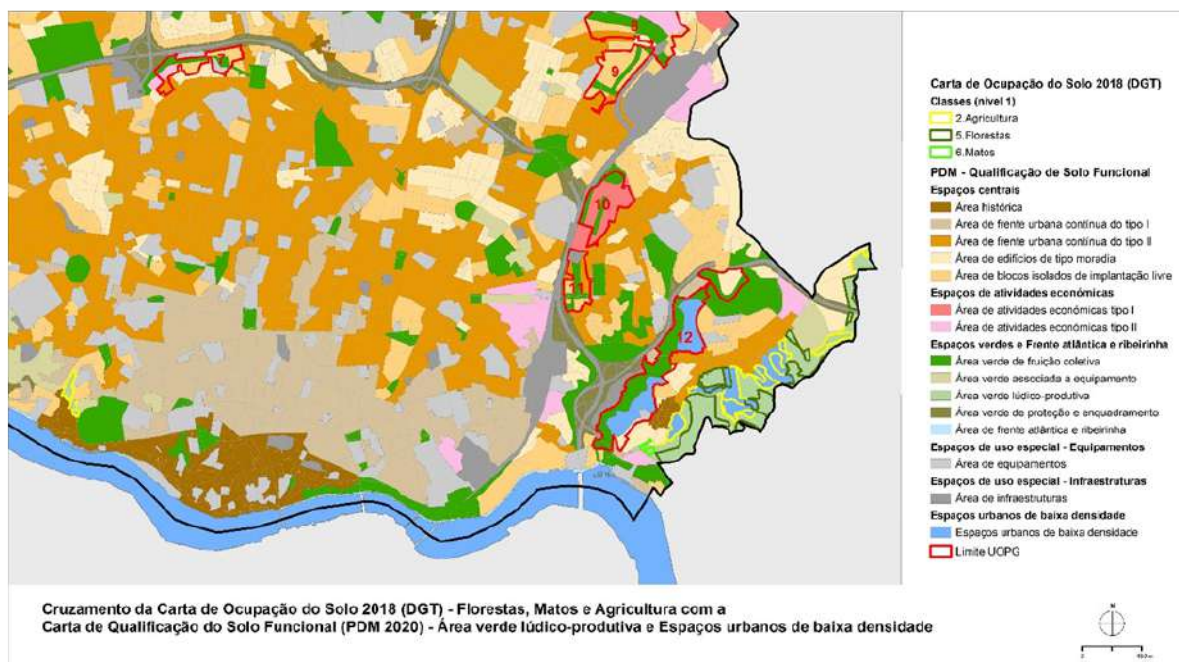 8
7
9
10
11
12
Carta de Ocupação do Solo 2018 (DGT)
Classes (nível 1)
2.Agricultura
5.Florestas
6.Matos
PDM - Qualificação de Solo Funcional
Espaços centrais
Área histórica
Área de frente urbana contínua do tipo I
Área de frente urbana contínua do tipo II
Área de edifícios de tipo moradia
Área de blocos isolados de implantação livre
Espaços de atividades económicas
Área de atividades económicas tipo I
Área de atividades económicas tipo II
Espaços verdes e Frente atlântica e ribeirinha
Área verde de fruição coletiva
Área verde associada a equipamento
Área verde lúdico-produtiva
Área verde de proteção e enquadramento
Área de frente atlântica e ribeirinha
Espaços de uso especial - Equipamentos
Área de equipamentos
Espaços de uso especial - Infraestruturas
Área de infraestruturas
Espaços urbanos de baixa densidade
Espaços urbanos de baixa densidade
Limite UOPG
Cruzamento da Carta de Ocupação do Solo 2018 (DGT) - Florestas, Matos e Agricultura com a
Carta de Qualificação do Solo Funcional (PDM 2020) - Área verde lúdico-produtiva e Espaços urbanos de baixa densidade
N
0